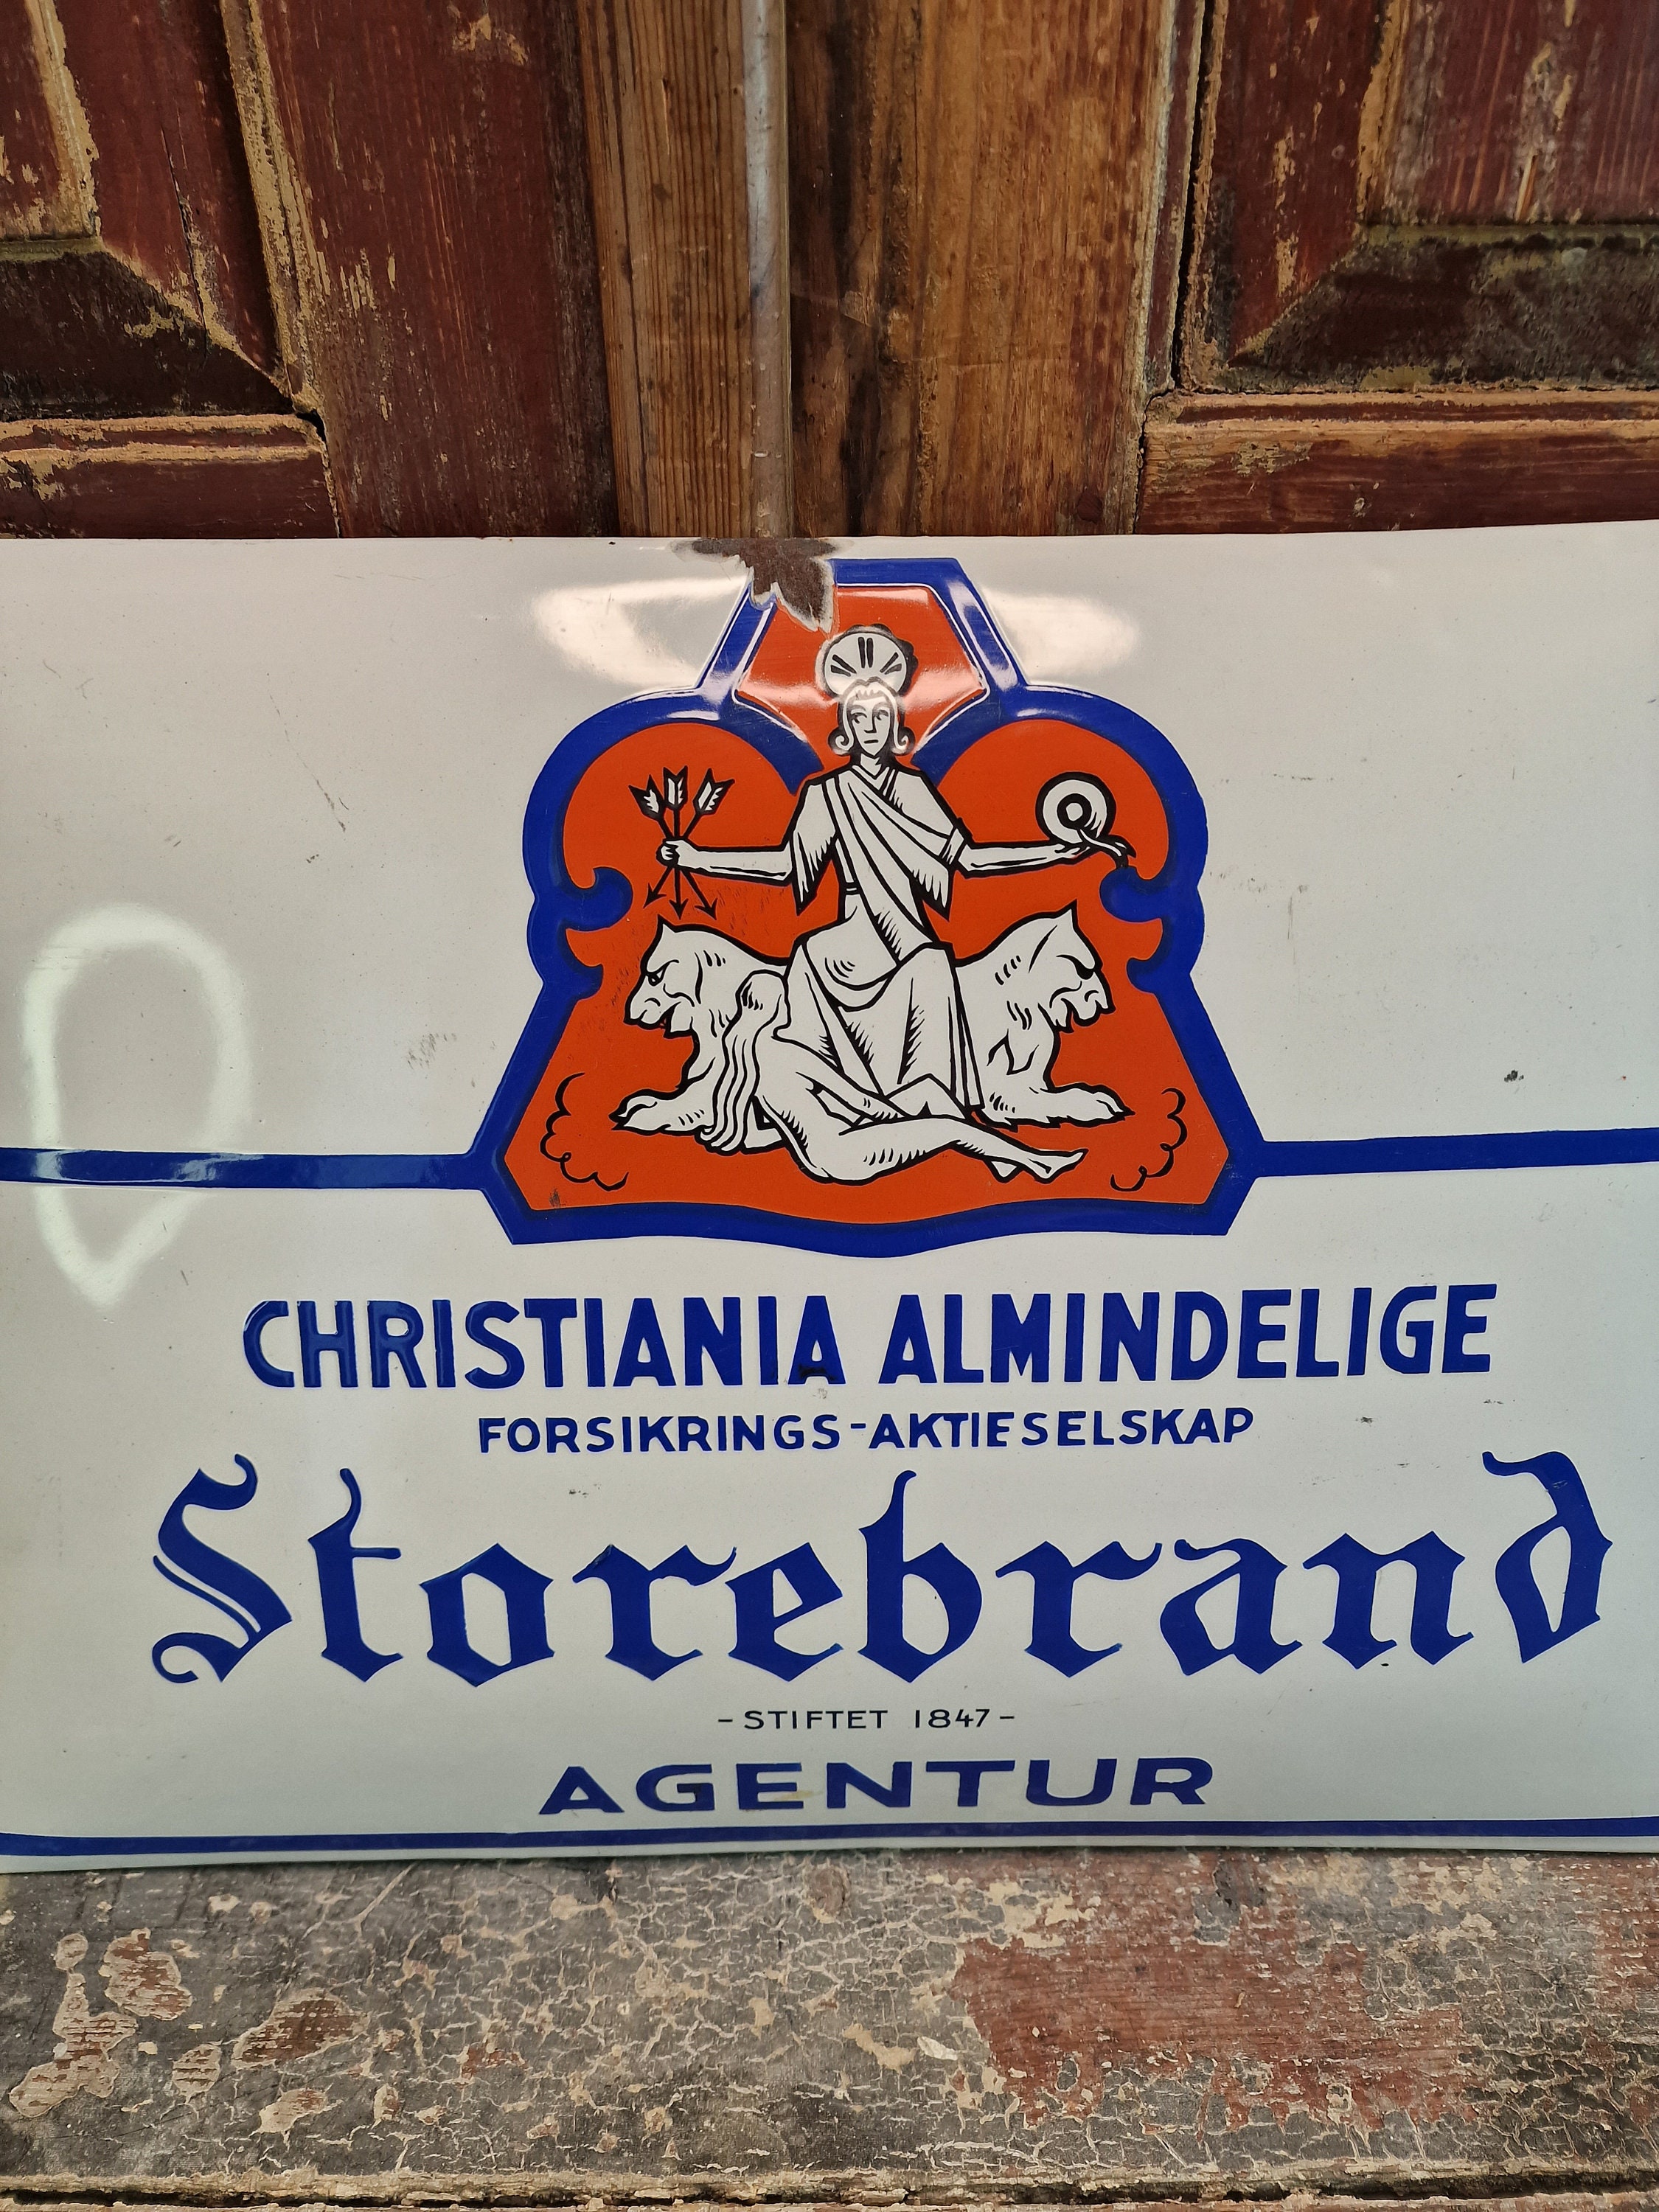 CHRISTIANIA ALMINDELIGE
FORSIKRINGS-AKTIESELSKAP
Storebrand
- STIFTET 1847 -
AGENTUR